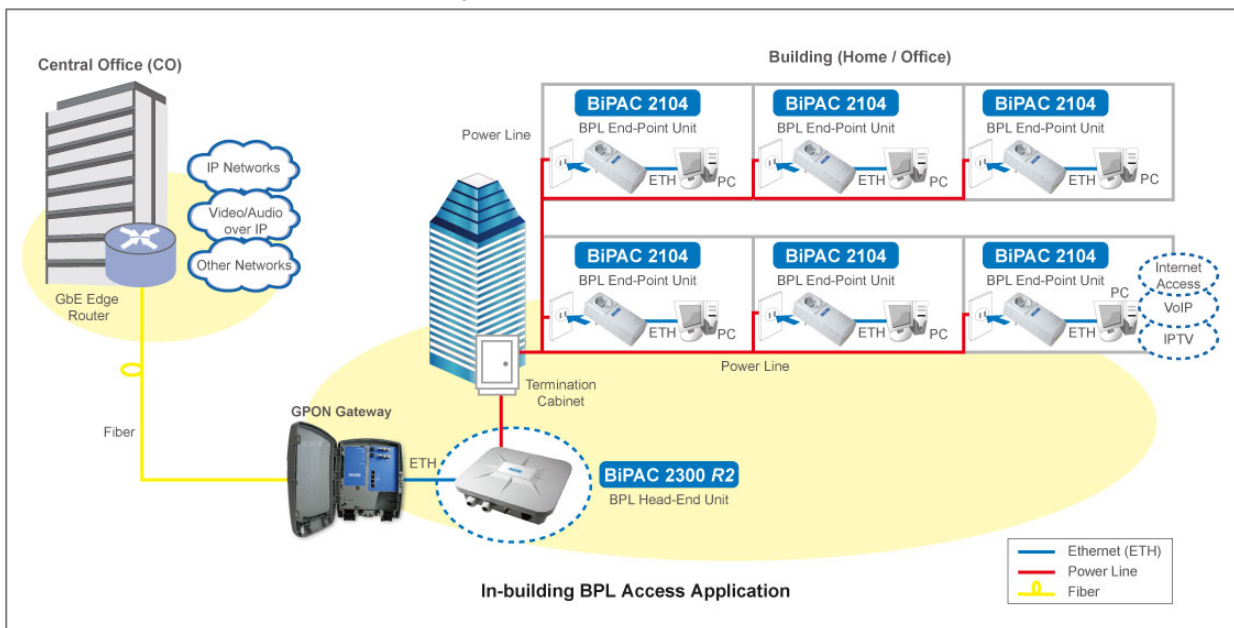 Central Office (CO)
IP Networks
Video/Audio
over IP
Other Networks
GbE Edge
Router
Fiber
GPON Gateway
ETH
Building (Home / Office)
Power Line
BiPAC 2104
BPL End-Point Unit
ETH
PC
BiPAC 2104
BPL End-Point Unit
ETH
PC
BiPAC 2104
BPL End-Point Unit
ETH
PC
BiPAC 2104
BPL End-Point Unit
ETH
PC
BiPAC 2104
BPL End-Point Unit
ETH
PC
BiPAC 2104
BPL End-Point Unit
PC
ETH
Internet
Access
VoIP
IPTV
Power Line
Termination
Cabinet
BiPAC 2300 R2
BPL Head-End Unit
Ethernet (ETH)
Power Line
Fiber
In-building BPL Access Application